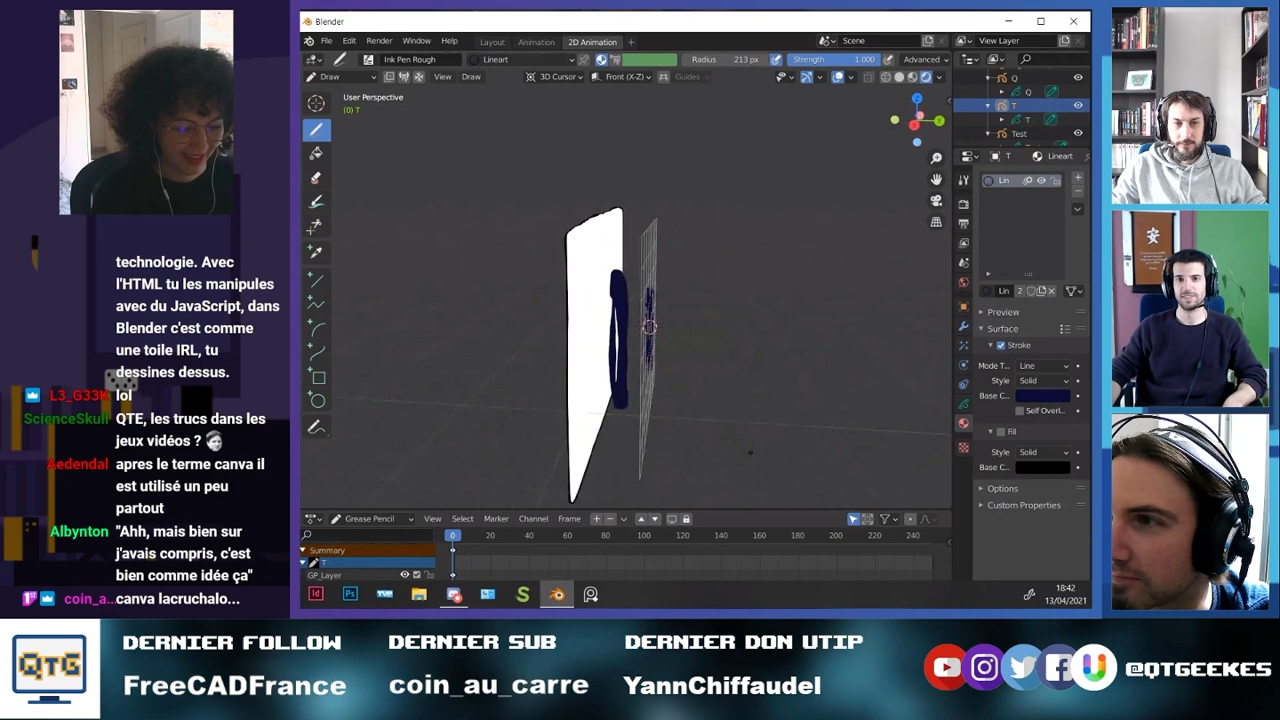 Blender
File Edit Render Window Help Layout Animation 2D Animation + Scene View Layer
Ink Pen Rough Lineart Radius 213 px Strength 1.000 Advanced
Draw View Draw 3D Cursor Front (X-Z) Guides
User Perspective
(0) T
Z
Q
Q
T
T
Test
T Lineart
Lin
Lin 2
Preview
Surface
Stroke
Mode T... Line
Style Solid
Base C...
Self Overl...
Fill
Style Solid
Base C...
Options
Custom Properties
Grease Pencil View Select Marker Channel Frame
0 20 40 60 80 100 120 140 160 180 200 220 240
Summary
T
GP_Layer
Id Ps S
18:42
13/04/2021
technologie. Avec
l'HTML tu les manipules
avec du JavaScript, dans
Blender c'est comme
une toile IRL, tu
dessines dessus.
L3_G33K lol
ScienceSkull QTE, les trucs dans les
jeux vidéos ?
Aedendal apres le terme canva il
est utilisé un peu
partout
Albynton "Ahh, mais bien sur
j'avais compris, c'est
bien comme idée ça"
coin_a... canva lacruchalo...
安
QTG
DERNIER FOLLOW
FreeCADFrance
DERNIER SUB
coin_au_carre
DERNIER DON UTIP
YannChiffaudel
@QTGEEKES